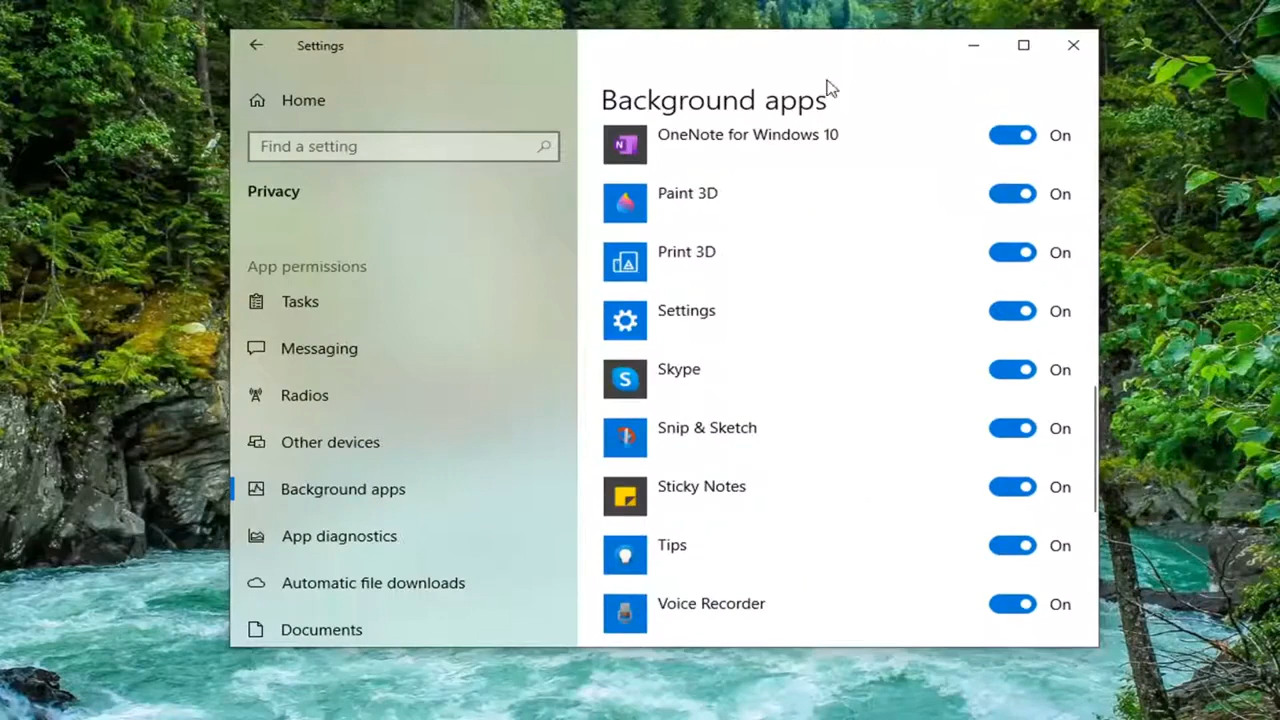 Settings
Home
Find a setting
Privacy
App permissions
Tasks
Messaging
Radios
Other devices
Background apps
App diagnostics
Automatic file downloads
Documents
Background apps
N
OneNote for Windows 10 On
Paint 3D On
Print 3D On
Settings On
S
Skype On
Snip & Sketch On
Sticky Notes On
Tips On
Voice Recorder On